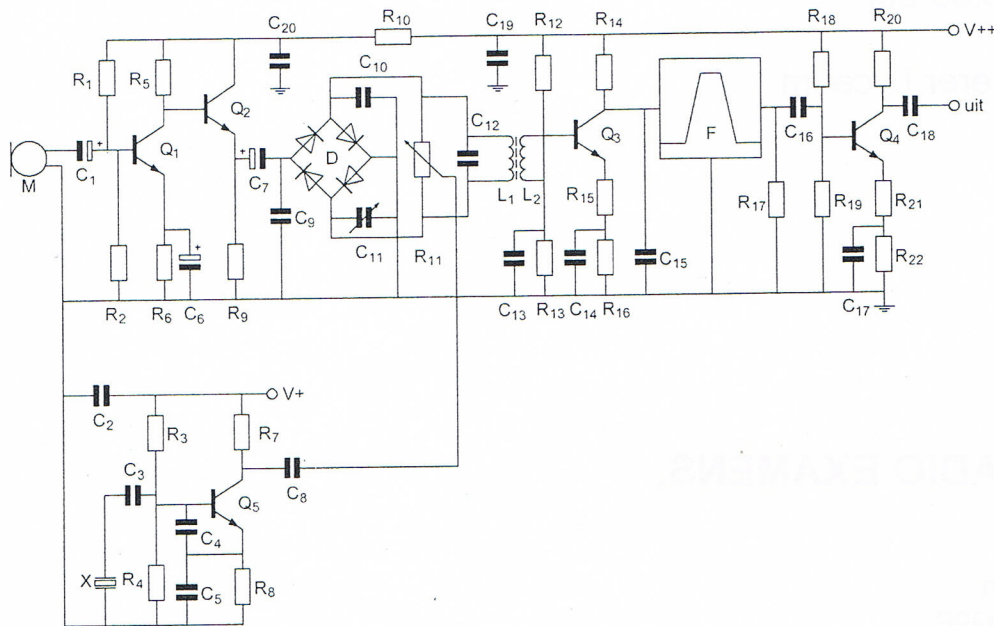 R10
C20
C19
R12
R14
R18
R20
V++
R1
R5
C10
Q2
C12
Q3
F
C16
uit
Q1
D
Q4
C18
M
C1
C7
L1
L2
R15
R17
R19
R21
C9
C11
R11
C15
R22
R2
R6
C6
R9
C13
R13
C14
R16
C17
C2
V+
R3
R7
C3
C8
Q5
C4
X
R4
C5
R8
ADIO EXAMENS,